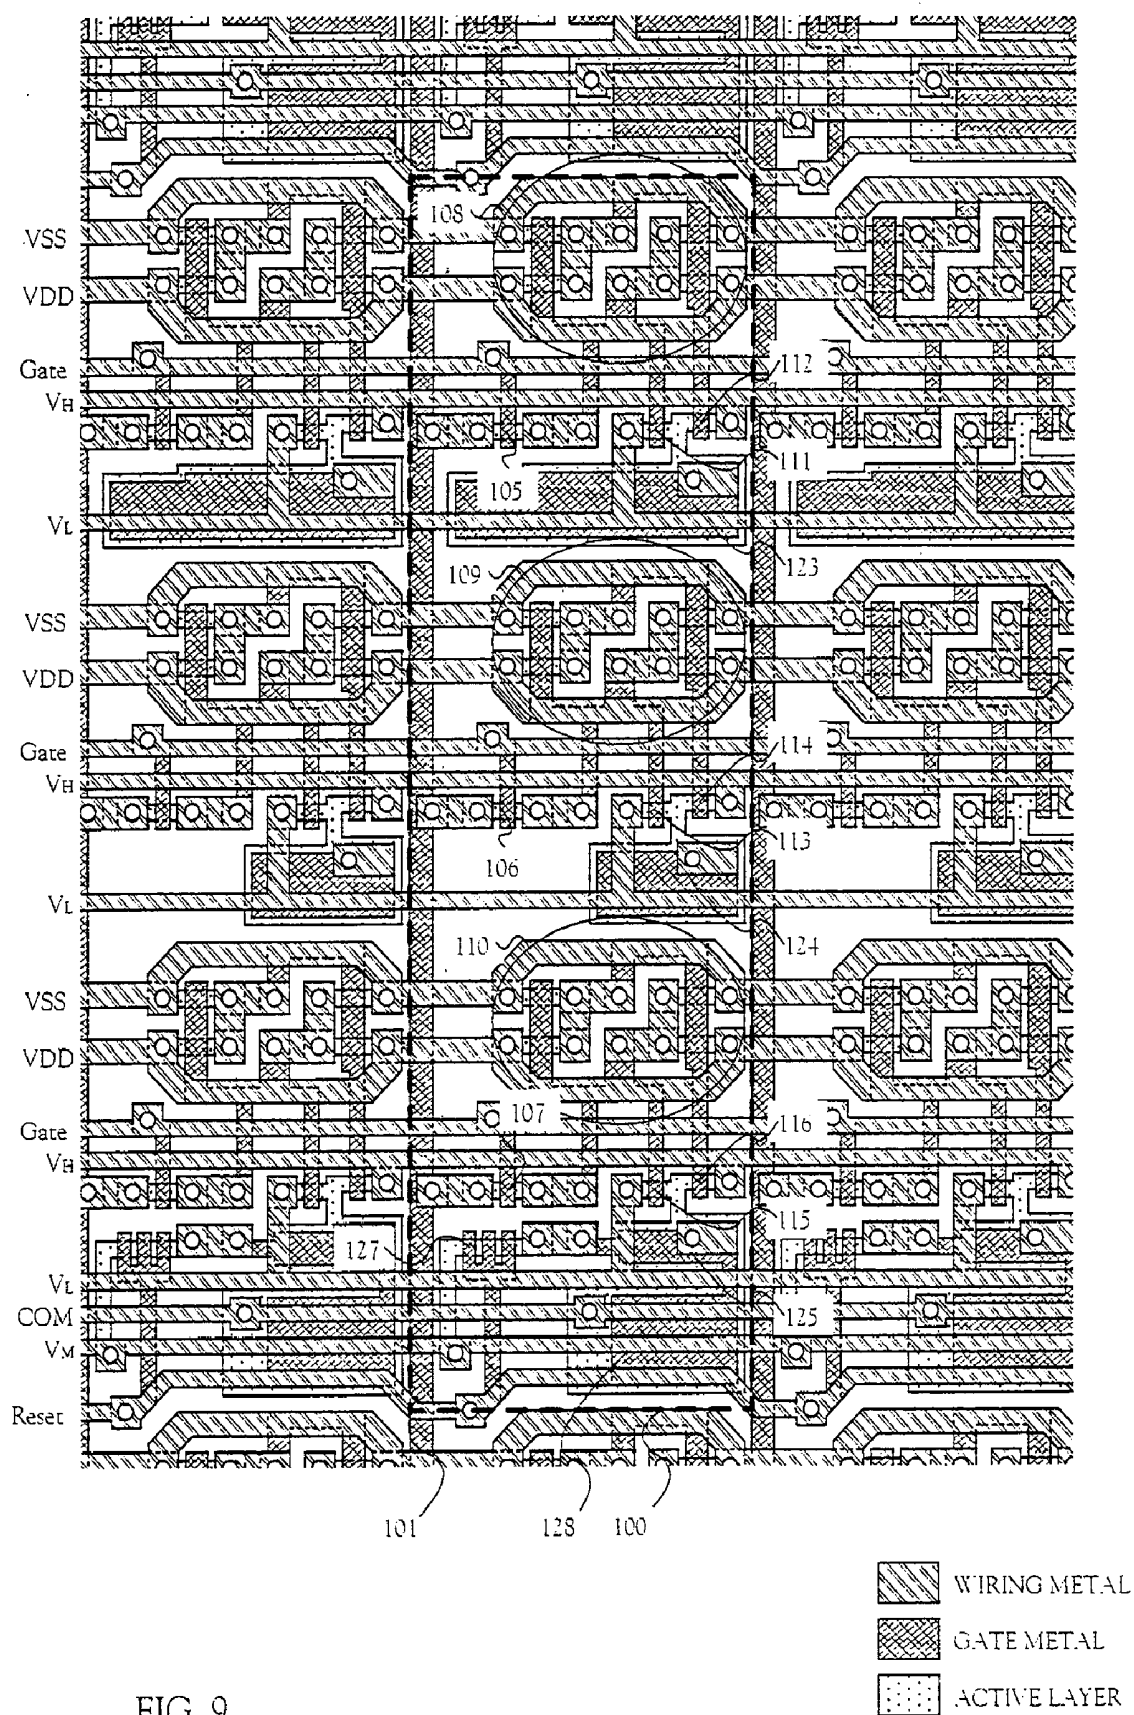 108
VSS
VDD
Gate
112
VH
111
105
VL
123
109
VSS
VDD
Gate
114
VH
113
106
VL
124
110
VSS
VDD
107
Gate
116
VH
115
127
VL
125
COM
VM
Reset
101
128
100
WIRING METAL
GATE METAL
ACTIVE LAYER
FIG. 9